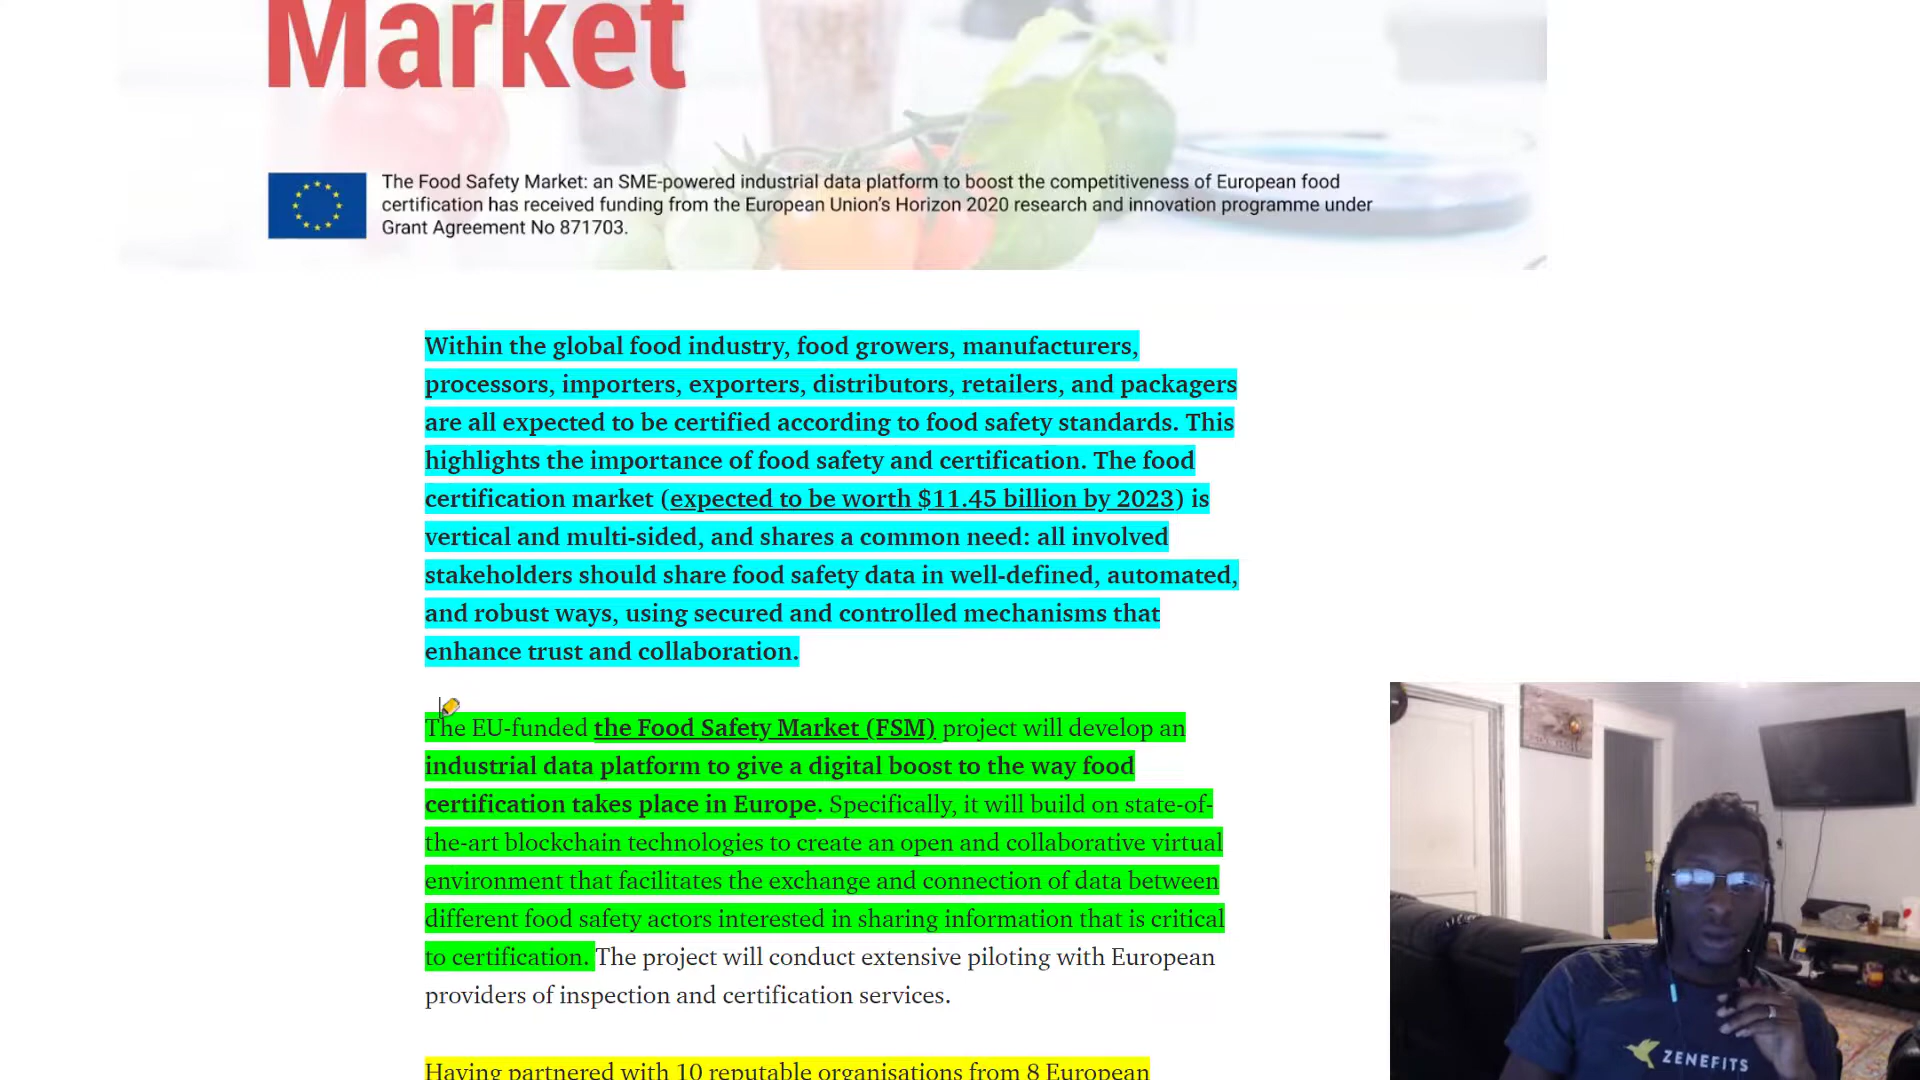 Market
The Food Safety Market: an SME-powered industrial data platform to boost the competitiveness of European food
certification has received funding from the European Union's Horizon 2020 research and innovation programme under
Grant Agreement No 871703.
Within the global food industry, food growers, manufacturers,
processors, importers, exporters, distributors, retailers, and packagers
are all expected to be certified according to food safety standards. This
highlights the importance of food safety and certification. The food
certification market (expected to be worth $11.45 billion by 2023) is
vertical and multi-sided, and shares a common need: all involved
stakeholders should share food safety data in well-defined, automated,
and robust ways, using secured and controlled mechanisms that
enhance trust and collaboration.
The EU-funded the Food Safety Market (FSM) project will develop an
industrial data platform to give a digital boost to the way food
certification takes place in Europe. Specifically, it will build on state-of-
the-art blockchain technologies to create an open and collaborative virtual
environment that facilitates the exchange and connection of data between
different food safety actors interested in sharing information that is critical
to certification. The project will conduct extensive piloting with European
providers of inspection and certification services.
Having partnered with 10 reputable organisations from 8 European
ZENEFITS